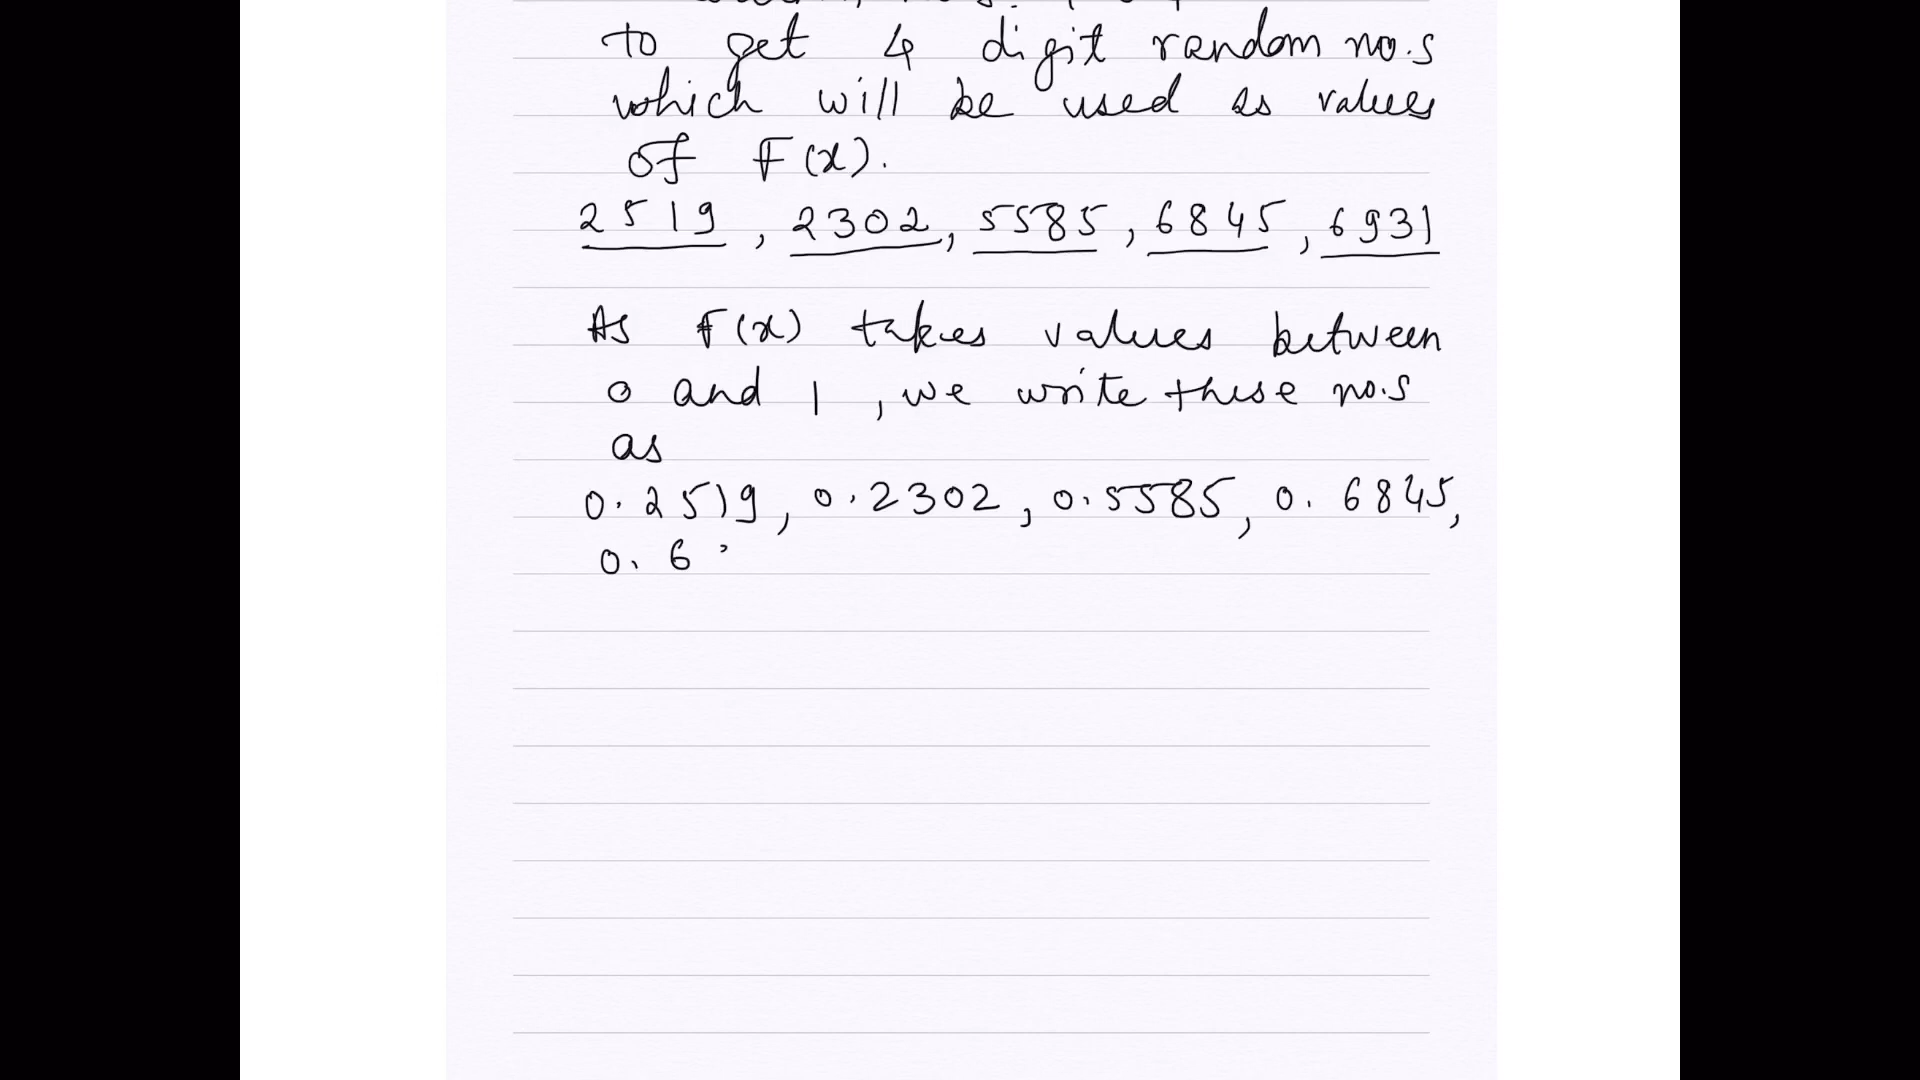 to get 4 digit random no.s
which will be used as values
of F(x).
2519, 2302, 5585, 6845, 6931
As F(x) takes values between
0 and 1, we write these no.s
as
0.2519, 0.2302, 0.5585, 0.6845,
0.6